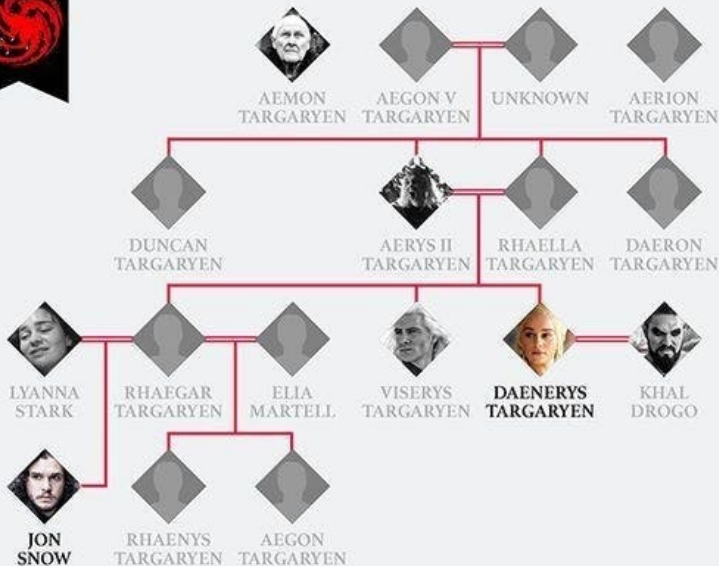 AEMON
TARGARYEN
AEGON V
TARGARYEN
UNKNOWN
AERION
TARGARYEN
DUNCAN
TARGARYEN
AERYS II
TARGARYEN
RHAELLA
TARGARYEN
DAERON
TARGARYEN
LYANNA
STARK
RHAEGAR
TARGARYEN
ELIA
MARTELL
VISERYS
TARGARYEN
DAENERYS
TARGARYEN
KHAL
DROGO
JON
SNOW
RHAENYS
TARGARYEN
AEGON
TARGARYEN